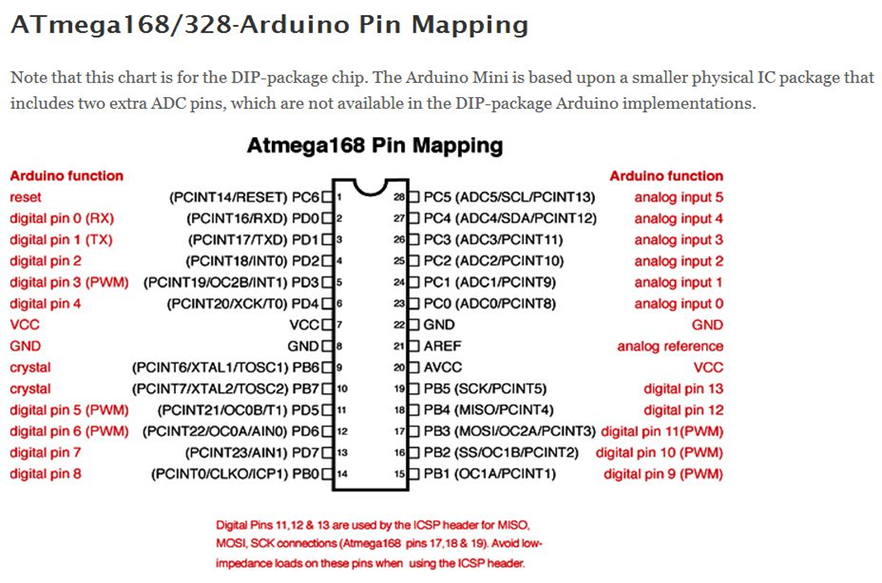 ATmega168/328-Arduino Pin Mapping
Note that this chart is for the DIP-package chip. The Arduino Mini is based upon a smaller physical IC package that
includes two extra ADC pins, which are not available in the DIP-package Arduino implementations.
Atmega168 Pin Mapping
Arduino function Arduino function
reset (PCINT14/RESET) PC6 1 28 PC5 (ADC5/SCL/PCINT13) analog input 5
digital pin 0 (RX) (PCINT16/RXD) PD0 2 27 PC4 (ADC4/SDA/PCINT12) analog input 4
digital pin 1 (TX) (PCINT17/TXD) PD1 3 26 PC3 (ADC3/PCINT11) analog input 3
digital pin 2 (PCINT18/INT0) PD2 4 25 PC2 (ADC2/PCINT10) analog input 2
digital pin 3 (PWM) (PCINT19/OC2B/INT1) PD3 5 24 PC1 (ADC1/PCINT9) analog input 1
digital pin 4 (PCINT20/XCK/T0) PD4 6 23 PC0 (ADC0/PCINT8) analog input 0
VCC VCC 7 22 GND GND
GND GND 8 21 AREF analog reference
crystal (PCINT6/XTAL1/TOSC1) PB6 9 20 AVCC VCC
crystal (PCINT7/XTAL2/TOSC2) PB7 10 19 PB5 (SCK/PCINT5) digital pin 13
digital pin 5 (PWM) (PCINT21/OC0B/T1) PD5 11 18 PB4 (MISO/PCINT4) digital pin 12
digital pin 6 (PWM) (PCINT22/OC0A/AIN0) PD6 12 17 PB3 (MOSI/OC2A/PCINT3) digital pin 11(PWM)
digital pin 7 (PCINT23/AIN1) PD7 13 16 PB2 (SS/OC1B/PCINT2) digital pin 10 (PWM)
digital pin 8 (PCINT0/CLKO/ICP1) PB0 14 15 PB1 (OC1A/PCINT1) digital pin 9 (PWM)
Digital Pins 11,12 & 13 are used by the ICSP header for MISO,
MOSI, SCK connections (Atmega168 pins 17,18 & 19). Avoid low-
impedance loads on these pins when using the ICSP header.